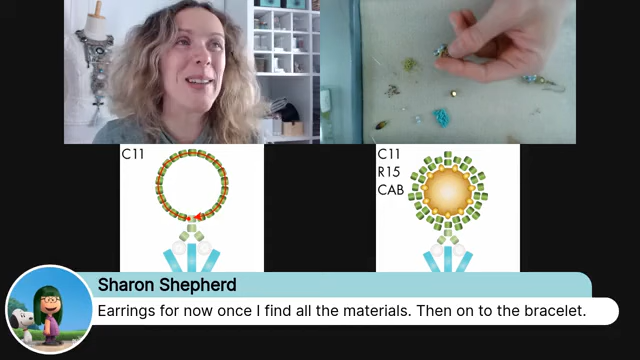 C11
C11
R15
CAB
Sharon Shepherd
Earrings for now once I find all the materials. Then on to the bracelet.